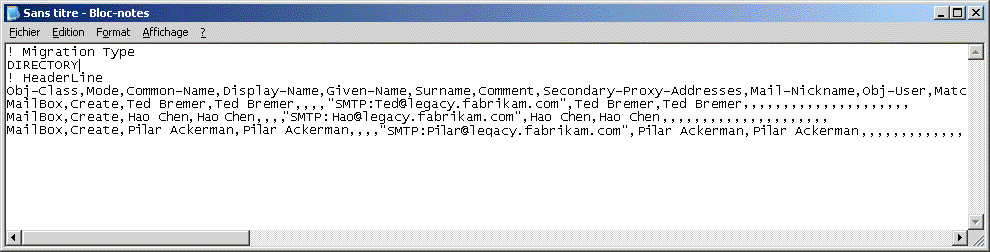 Sans titre - Bloc-notes
Fichier Edition Format Affichage ?
! Migration Type
DIRECTORY
! HeaderLine
Obj-Class,Mode,Common-Name,Display-Name,Given-Name,Surname,Comment,Secondary-Proxy-Addresses,Mail-Nickname,Obj-User,Matc
MailBox,Create,Ted Bremer,Ted Bremer,,,,"SMTP:Ted@legacy.fabrikam.com",Ted Bremer,Ted Bremer,,,,,,,,,,,,,,,,,,,,,
MailBox,Create,Hao Chen,Hao Chen,,,,"SMTP:Hao@legacy.fabrikam.com",Hao Chen,Hao Chen,,,,,,,,,,,,,,,,,,,,,
MailBox,Create,Pilar Ackerman,Pilar Ackerman,,,,"SMTP:Pilar@legacy.fabrikam.com",Pilar Ackerman,Pilar Ackerman,,,,,,,,,,,,,